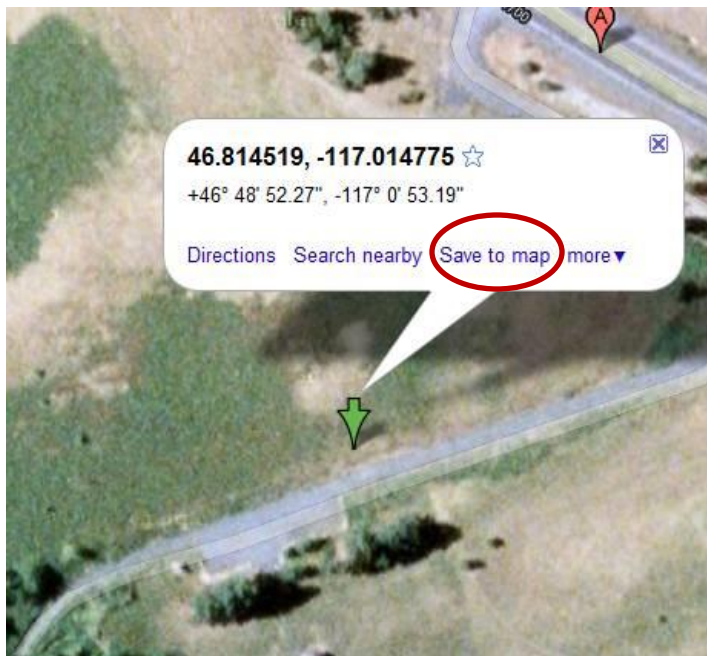 A
46.814519, -117.014775
+46° 48' 52.27", -117° 0' 53.19"
Directions Search nearby Save to map more▼